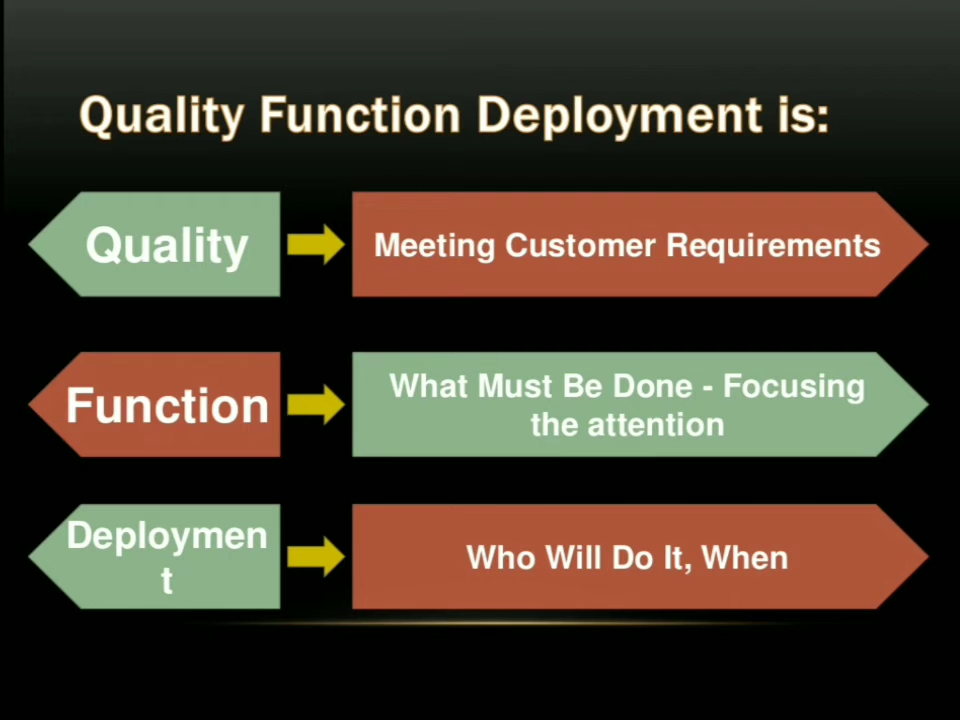 Quality Function Deployment is:
Quality
Meeting Customer Requirements
Function
What Must Be Done - Focusing
the attention
Deploymen
t
Who Will Do It, When